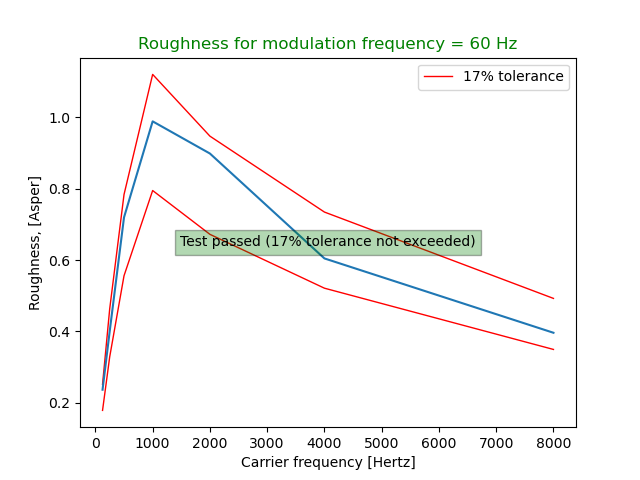 Roughness for modulation frequency = 60 Hz
17% tolerance
Test passed (17% tolerance not exceeded)
Roughness, [Asper]
1.0
0.8
0.6
0.4
0.2
0 1000 2000 3000 4000 5000 6000 7000 8000
Carrier frequency [Hertz]